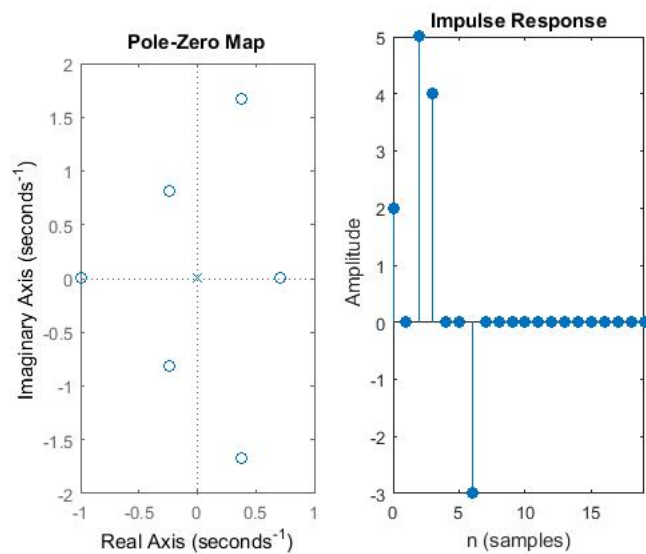 Pole-Zero Map
2
1.5
1
0.5
0
-0.5
-1
-1.5
-2
Imaginary Axis (seconds⁻¹)
-1 -0.5 0 0.5 1
Real Axis (seconds⁻¹)
Impulse Response
5
4
3
2
1
0
-1
-2
-3
Amplitude
0 5 10 15
n (samples)